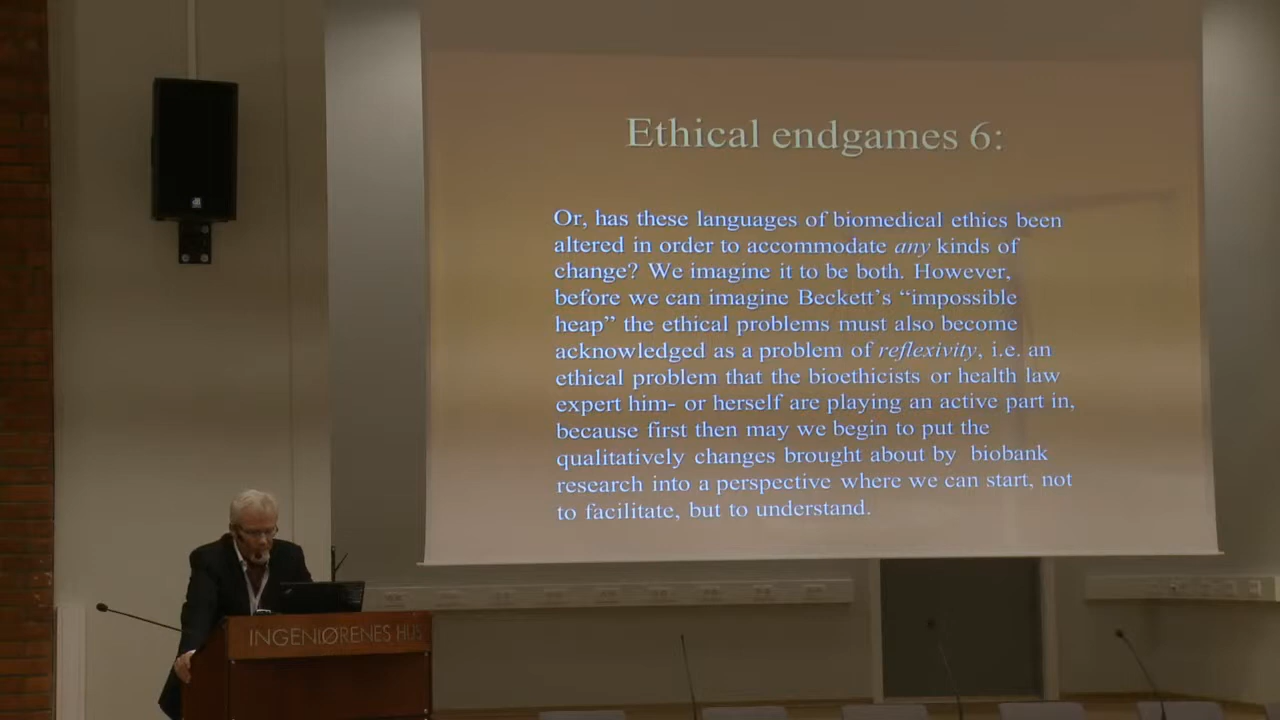 Ethical endgames 6:
Or, has these languages of biomedical ethics been
altered in order to accommodate any kinds of
change? We imagine it to be both. However,
before we can imagine Beckett's “impossible
heap” the ethical problems must also become
acknowledged as a problem of reflexivity, i.e. an
ethical problem that the bioethicists or health law
expert him- or herself are playing an active part in,
because first then may we begin to put the
qualitatively changes brought about by biobank
research into a perspective where we can start, not
to facilitate, but to understand.
INGENIØRENES HUS